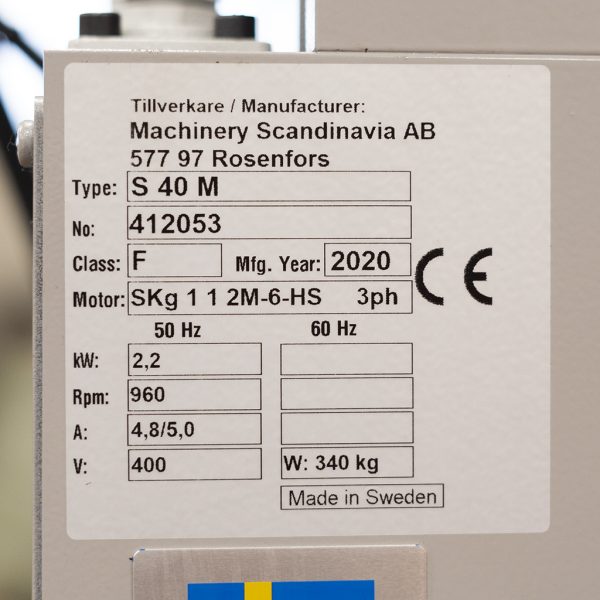 Tillverkare / Manufacturer:
Machinery Scandinavia AB
577 97 Rosenfors
Type: S 40 M
No: 412053
Class: F Mfg. Year: 2020
Motor: SKg 1 1 2M-6-HS 3ph
CE
50 Hz 60 Hz
kW: 2,2
Rpm: 960
A: 4,8/5,0
V: 400 W: 340 kg
Made in Sweden